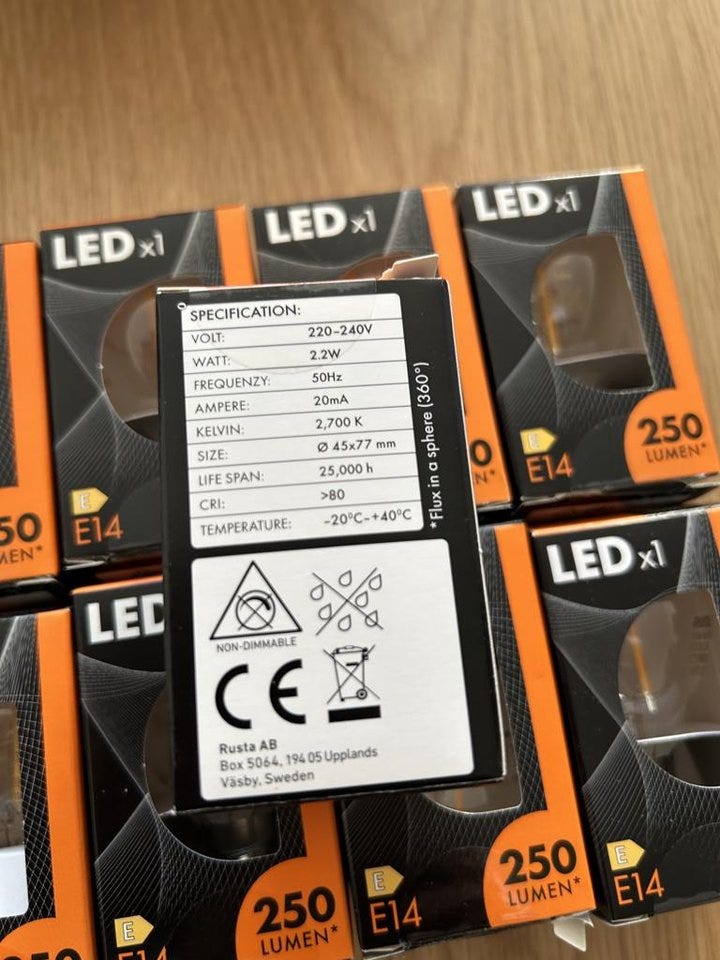 LED x1
LED x1
LED x1
SPECIFICATION:
VOLT: 220-240V
WATT: 2.2W
FREQUENZY: 50Hz
AMPERE: 20mA
KELVIN: 2,700 K
SIZE: Ø 45x77 mm
LIFE SPAN: 25,000 h
CRI: >80
TEMPERATURE: -20°C-+40°C
*Flux in a sphere (360°)
NON-DIMMABLE
CE
Rusta AB
Box 5064, 194 05 Upplands
Väsby, Sweden
E
E14
E
E14
250
LUMEN*
50
MEN*
0
N*
LED
LED x1
E
E14
250
LUMEN*
E
E14
250
LUMEN*
E
E14